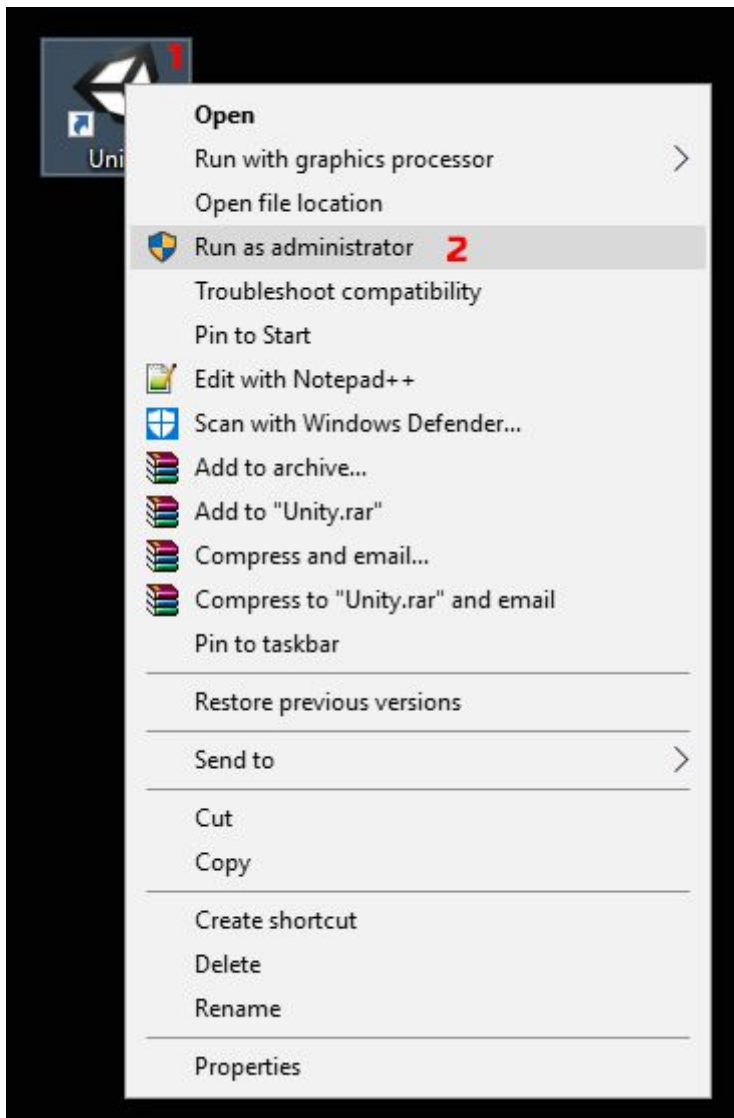 1
Uni
Open
Run with graphics processor
Open file location
Run as administrator 2
Troubleshoot compatibility
Pin to Start
Edit with Notepad++
Scan with Windows Defender...
Add to archive...
Add to "Unity.rar"
Compress and email...
Compress to "Unity.rar" and email
Pin to taskbar
Restore previous versions
Send to
Cut
Copy
Create shortcut
Delete
Rename
Properties